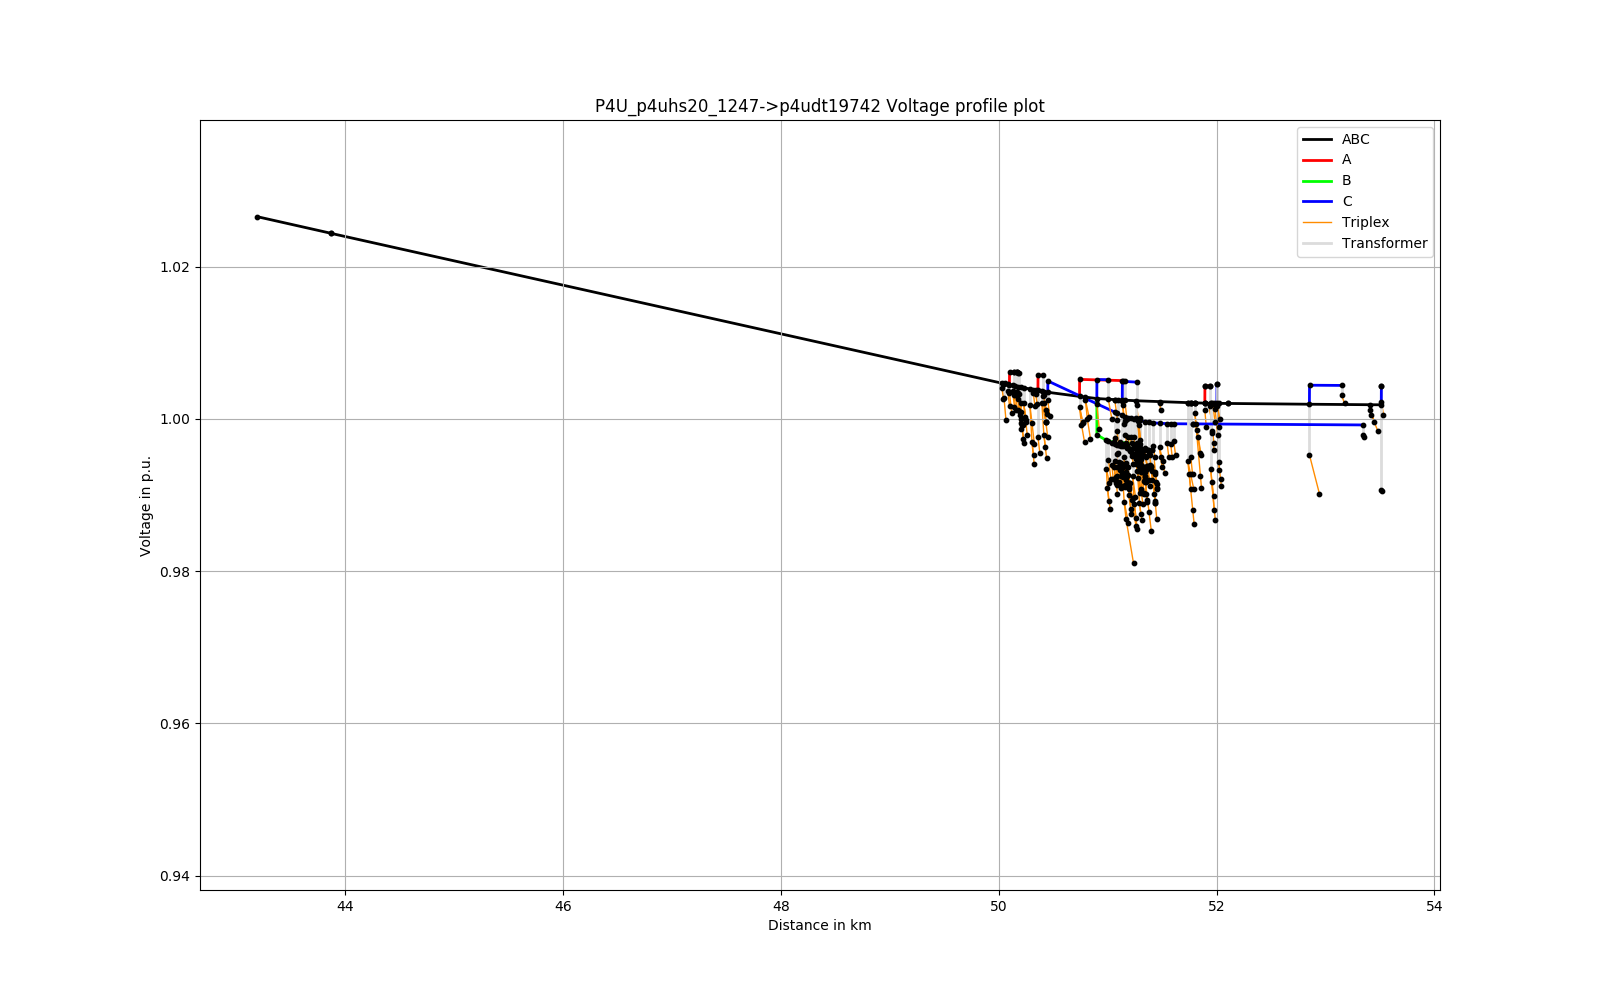 P4U_p4uhs20_1247->p4udt19742 Voltage profile plot
ABC
A
B
C
Triplex
Transformer
Voltage in p.u.
1.02
1.00
0.98
0.96
0.94
44
46
48
50
52
54
Distance in km